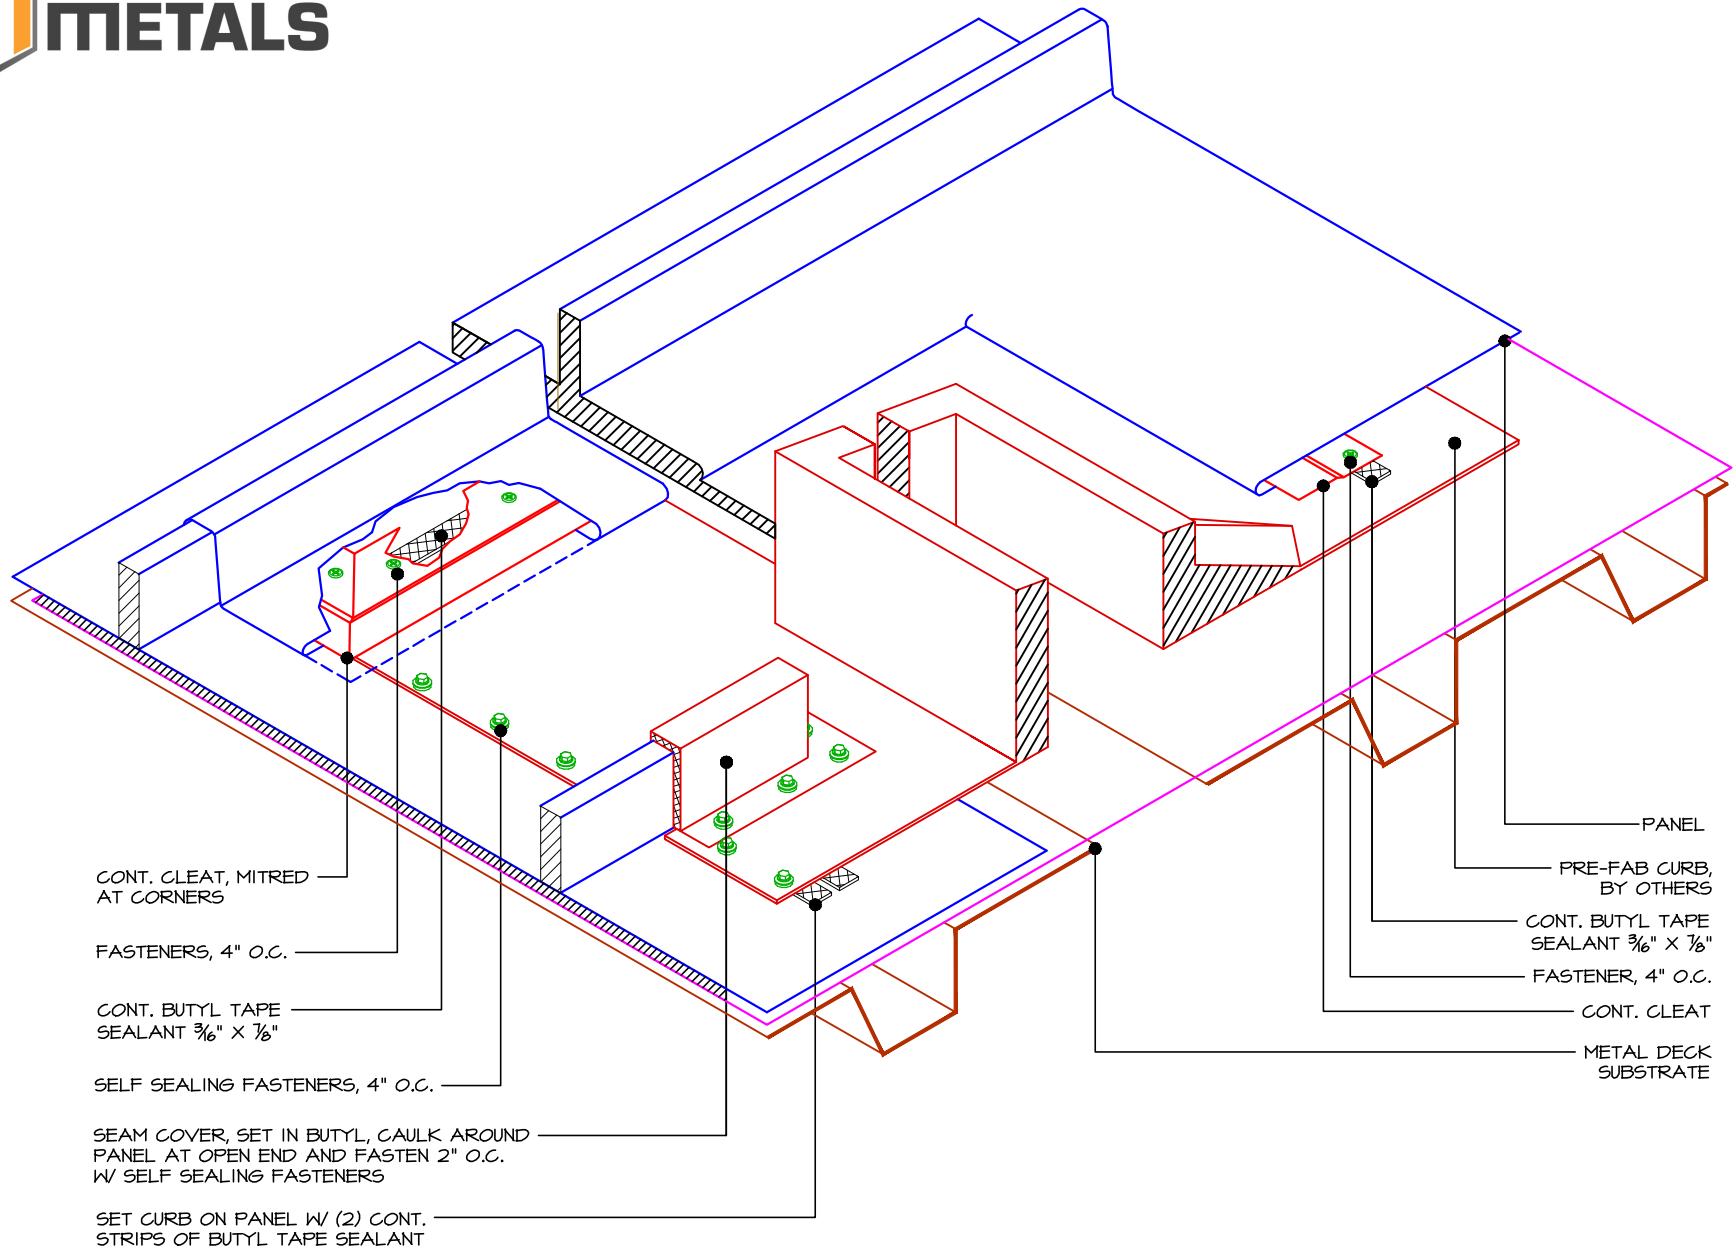 METALS
CONT. CLEAT, MITRED
AT CORNERS
FASTENERS, 4" O.C.
CONT. BUTYL TAPE
SEALANT 3/16" X 7/8"
SELF SEALING FASTENERS, 4" O.C.
SEAM COVER, SET IN BUTYL, CAULK AROUND
PANEL AT OPEN END AND FASTEN 2" O.C.
W/ SELF SEALING FASTENERS
SET CURB ON PANEL W/ (2) CONT.
STRIPS OF BUTYL TAPE SEALANT
PANEL
PRE-FAB CURB,
BY OTHERS
CONT. BUTYL TAPE
SEALANT 3/16" X 7/8"
FASTENER, 4" O.C.
CONT. CLEAT
METAL DECK
SUBSTRATE